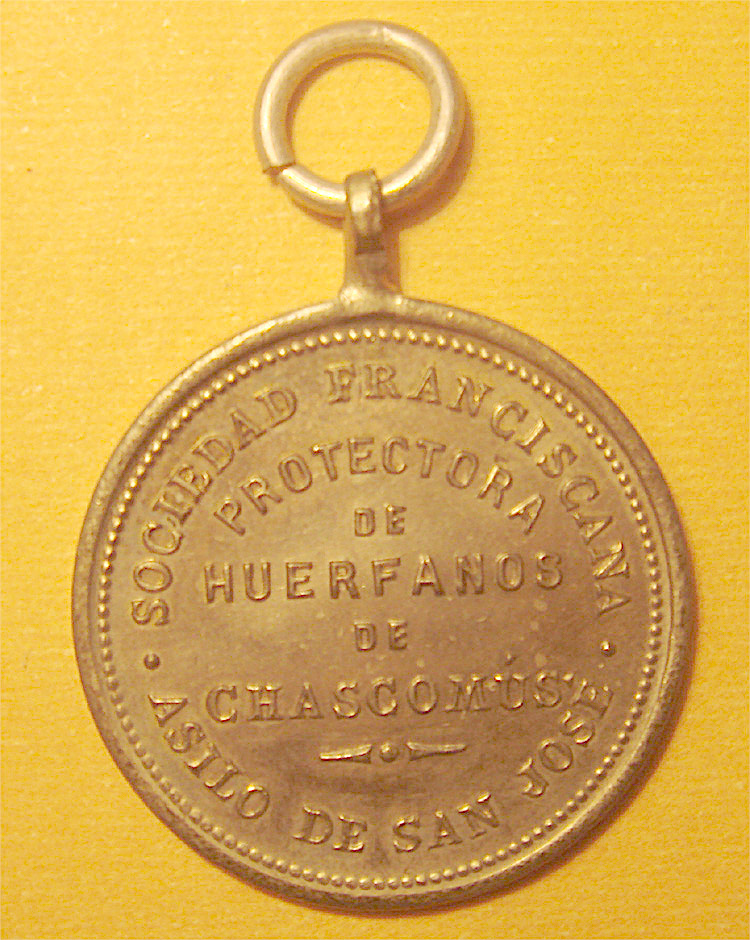 SOCIEDAD FRANCISCANA
PROTECTORA
DE
HUERFANOS
DE
CHASCOMÚS
· ASILO DE SAN JOSE ·